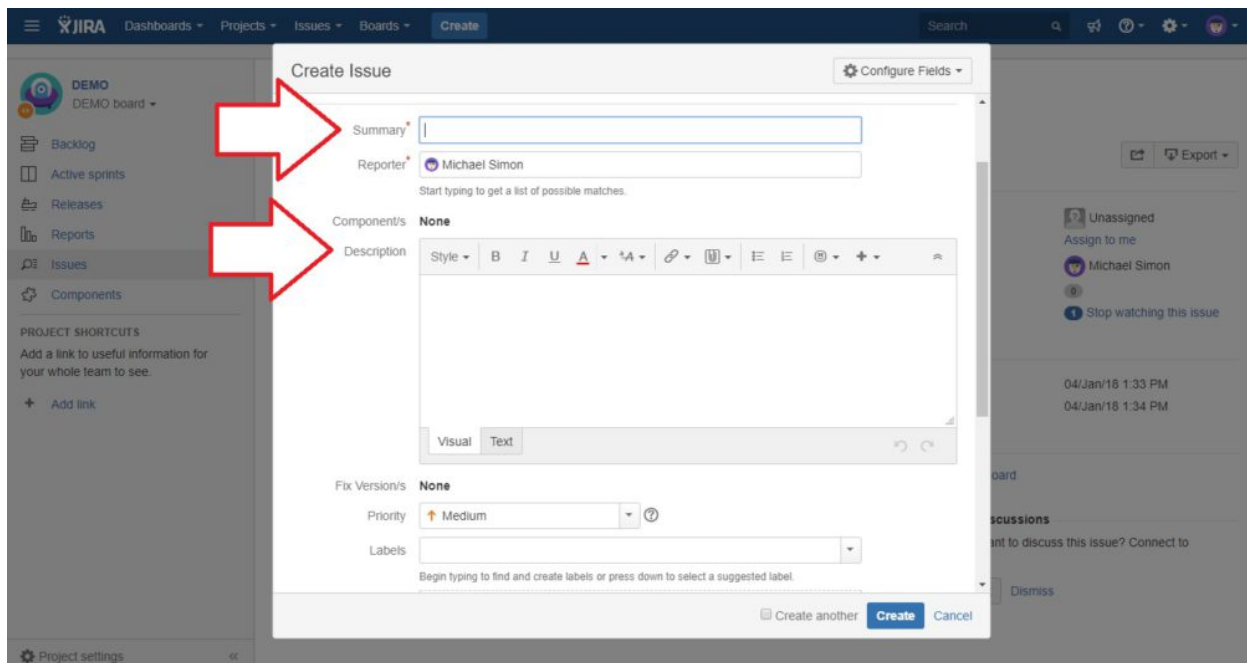 JIRA Dashboards Projects Issues Boards Create Search
DEMO
DEMO board
Backlog
Active sprints
Releases
Reports
Issues
Components
PROJECT SHORTCUTS
Add a link to useful information for
your whole team to see.
+ Add link
Project settings
Create Issue
Configure Fields
Summary*
Reporter* Michael Simon
Start typing to get a list of possible matches.
Component/s None
Description
Style B I U A
Visual Text
Fix Version/s None
Priority Medium
Labels
Begin typing to find and create labels or press down to select a suggested label.
Create another Create Cancel
Export
Unassigned
Assign to me
Michael Simon
0
1 Stop watching this issue
04/Jan/18 1:33 PM
04/Jan/18 1:34 PM
oard
scussions
ant to discuss this issue? Connect to
Dismiss